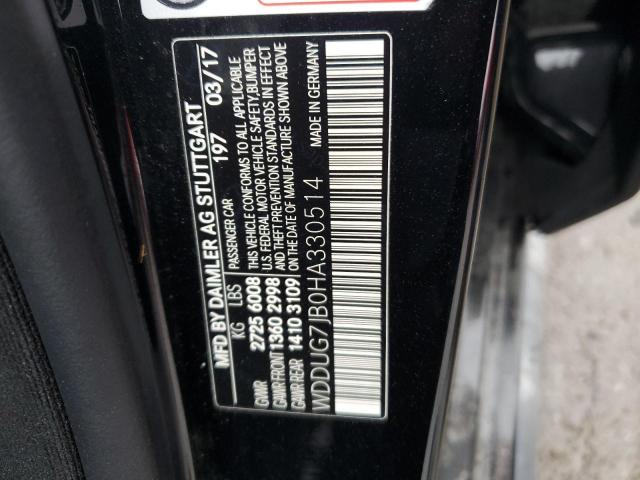 MFD BY DAIMLER AG STUTTGART
PASSENGER CAR 197 03/17
KG LBS
GVWR 2725 6008
GAWR FRONT 1360 2998
GAWR REAR 1410 3109
THIS VEHICLE CONFORMS TO ALL APPLICABLE
U.S. FEDERAL MOTOR VEHICLE SAFETY, BUMPER
AND THEFT PREVENTION STANDARDS IN EFFECT
ON THE DATE OF MANUFACTURE SHOWN ABOVE
WDDUG7JB0HA330514 MADE IN GERMANY